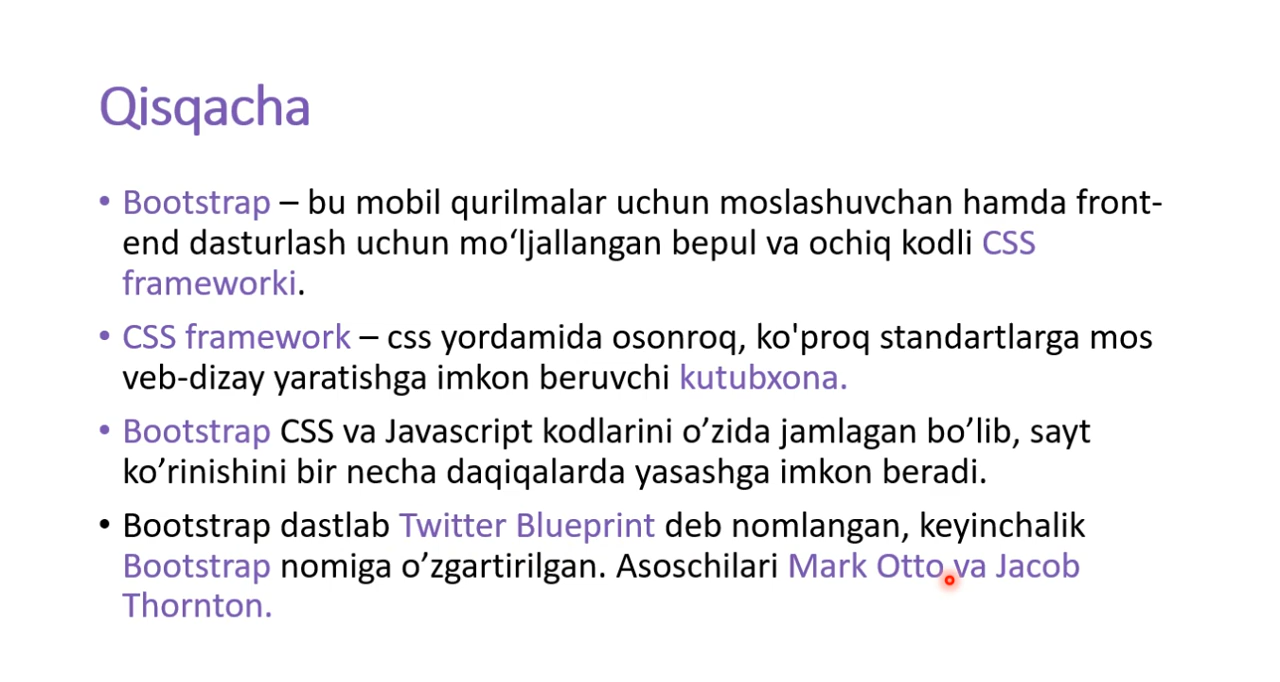 Qisqacha
• Bootstrap – bu mobil qurilmalar uchun moslashuvchan hamda front-
end dasturlash uchun mo‘ljallangan bepul va ochiq kodli CSS
frameworki.
• CSS framework – css yordamida osonroq, ko'proq standartlarga mos
veb-dizay yaratishga imkon beruvchi kutubxona.
• Bootstrap CSS va Javascript kodlarini o’zida jamlagan bo’lib, sayt
ko’rinishini bir necha daqiqalarda yasashga imkon beradi.
• Bootstrap dastlab Twitter Blueprint deb nomlangan, keyinchalik
Bootstrap nomiga o’zgartirilgan. Asoschilari Mark Otto va Jacob
Thornton.